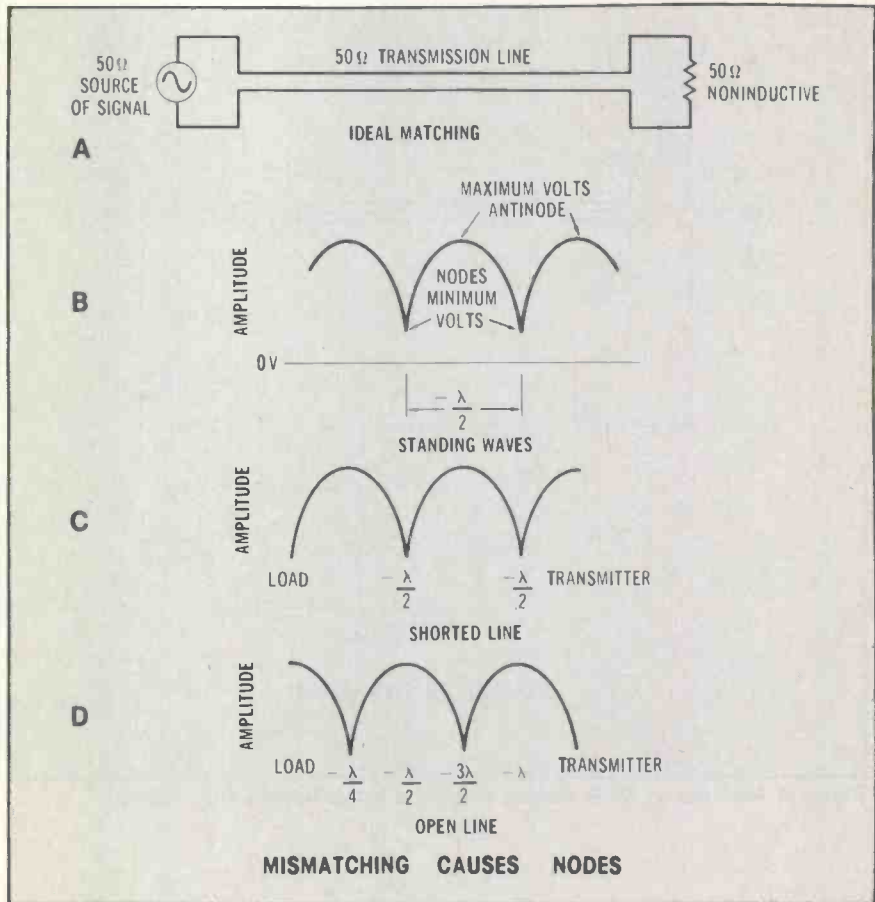 50Ω
SOURCE
OF SIGNAL
50Ω TRANSMISSION LINE
50Ω
NONINDUCTIVE
IDEAL MATCHING
A
MAXIMUM VOLTS
ANTINODE
AMPLITUDE
NODES
MINIMUM
VOLTS
B
0V
- λ/2
STANDING WAVES
AMPLITUDE
C
LOAD
- λ/2
- λ/2
TRANSMITTER
SHORTED LINE
AMPLITUDE
D
LOAD
- λ/4
- λ/2
- 3λ/2
- λ
TRANSMITTER
OPEN LINE
MISMATCHING CAUSES NODES